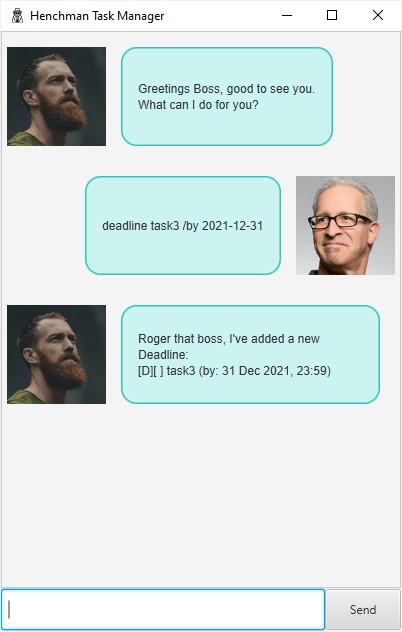 Henchman Task Manager
Greetings Boss, good to see you.
What can I do for you?
deadline task3 /by 2021-12-31
Roger that boss, I've added a new
Deadline:
[D][ ] task3 (by: 31 Dec 2021, 23:59)
Send